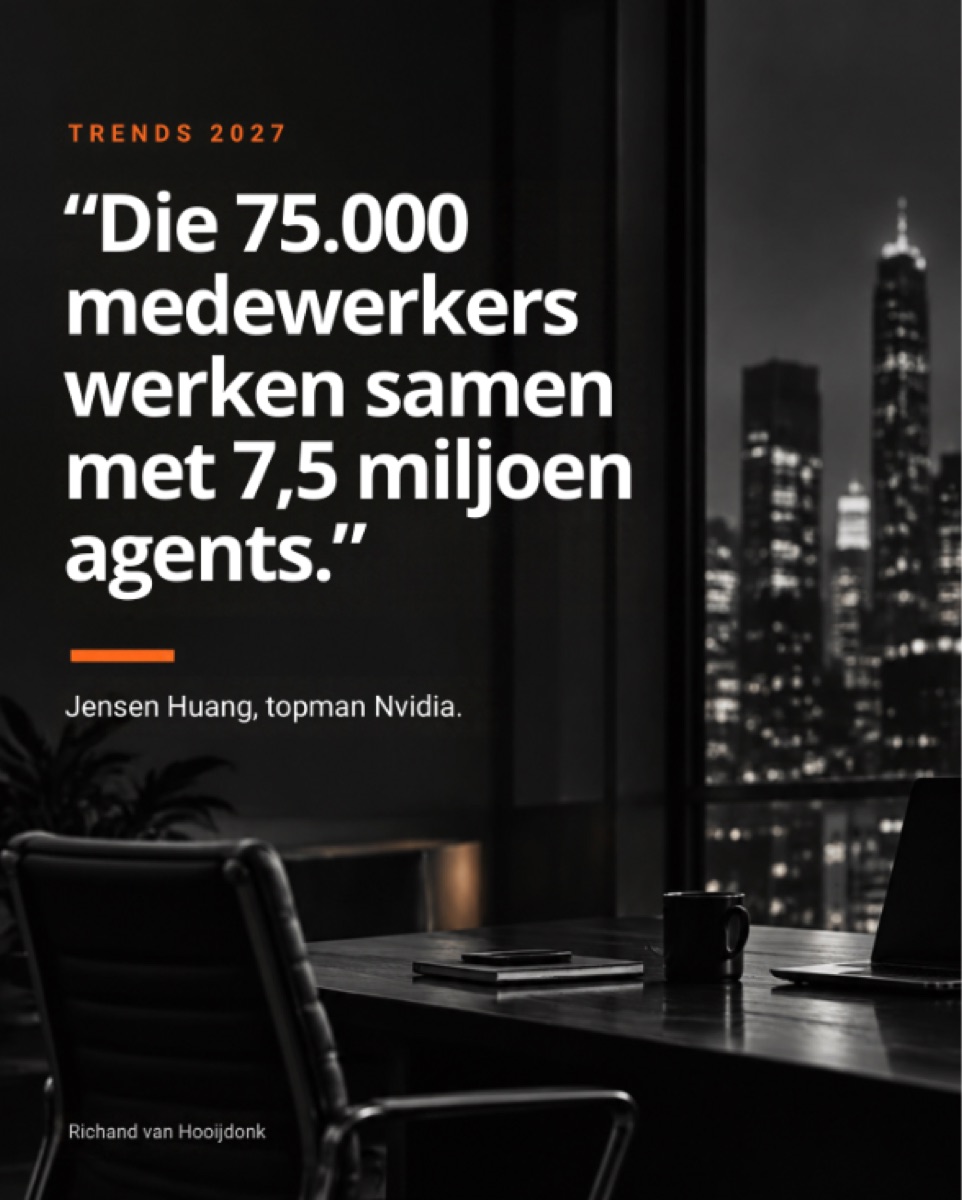 TRENDS 2027
“Die 75.000
medewerkers
werken samen
met 7,5 miljoen
agents.”
Jensen Huang, topman Nvidia.
Richand van Hooijdonk